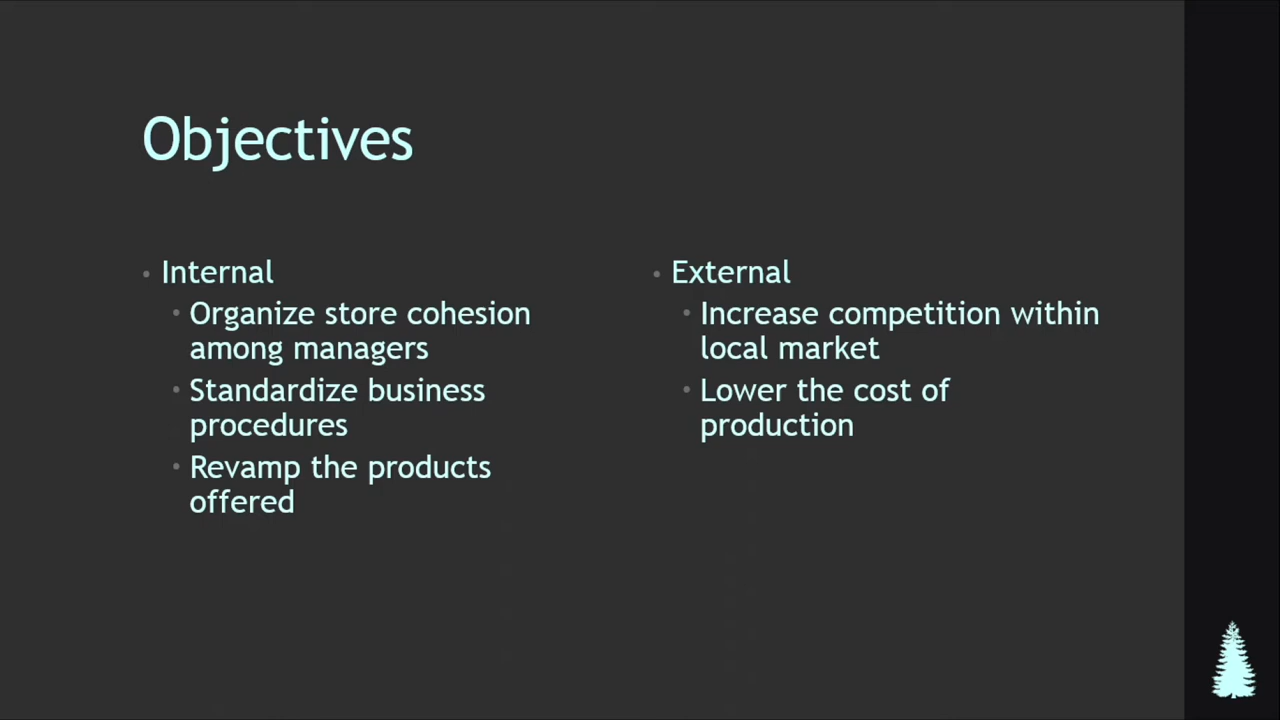 Objectives
Internal
Organize store cohesion
among managers
Standardize business
procedures
Revamp the products
offered
External
Increase competition within
local market
Lower the cost of
production